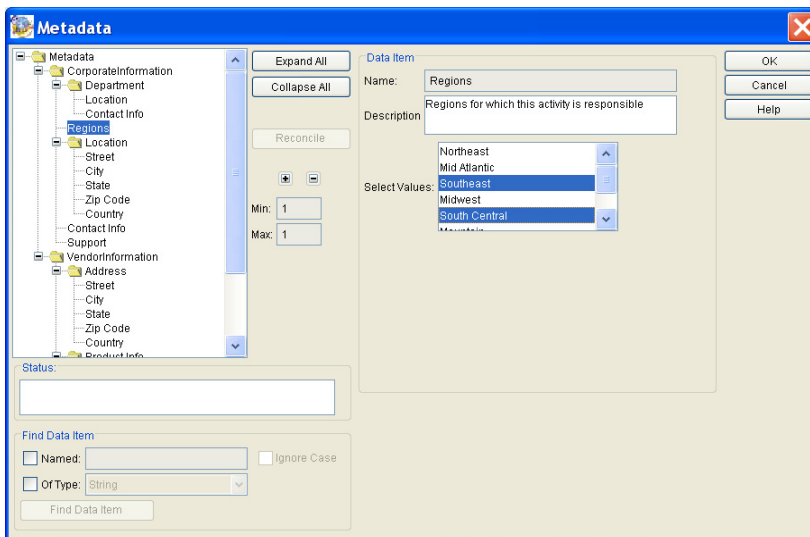 Metadata
Metadata
CorporateInformation
Department
Location
Contact Info
Regions
Location
Street
City
State
Zip Code
Country
Contact Info
Support
VendorInformation
Address
Street
City
State
Zip Code
Country
Product Info
Expand All
Collapse All
Reconcile
Min: 1
Max: 1
Data Item
Name: Regions
Description Regions for which this activity is responsible
Select Values:
Northeast
Mid Atlantic
Southeast
Midwest
South Central
Mountain
OK
Cancel
Help
Status:
Find Data Item
Named:
Ignore Case
Of Type: String
Find Data Item